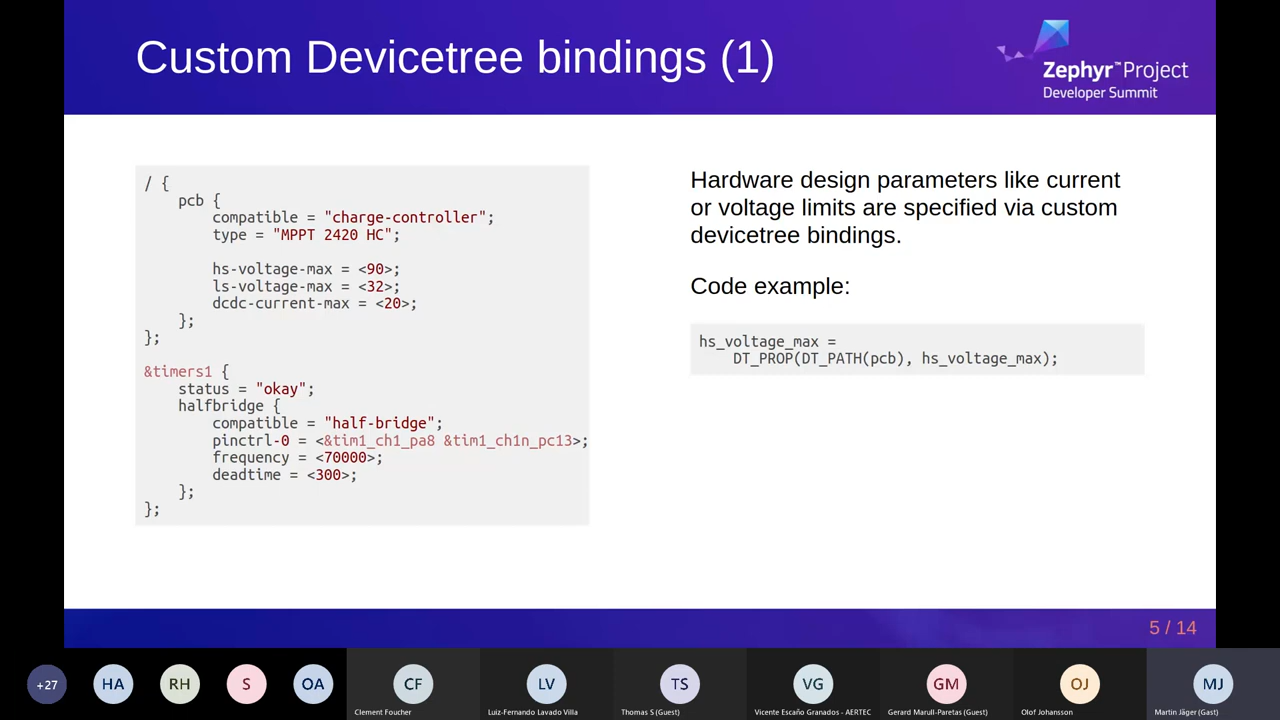 Custom Devicetree bindings (1)
Zephyr™Project
Developer Summit
/ {
    pcb {
        compatible = "charge-controller";
        type = "MPPT 2420 HC";

        hs-voltage-max = <90>;
        ls-voltage-max = <32>;
        dcdc-current-max = <20>;
    };
};

&timers1 {
    status = "okay";
    halfbridge {
        compatible = "half-bridge";
        pinctrl-0 = <&tim1_ch1_pa8 &tim1_ch1n_pc13>;
        frequency = <70000>;
        deadtime = <300>;
    };
};
Hardware design parameters like current
or voltage limits are specified via custom
devicetree bindings.
Code example:
hs_voltage_max =
    DT_PROP(DT_PATH(pcb), hs_voltage_max);
5 / 14
+27
HA
RH
S
OA
CF
LV
TS
VG
GM
OJ
MJ
Clement Foucher
Luiz-Fernando Lavado Villa
Thomas S (Guest)
Vicente Escaño Granados - AERTEC
Gerard Marull-Paretas (Guest)
Olof Johansson
Martin Jäger (Gast)